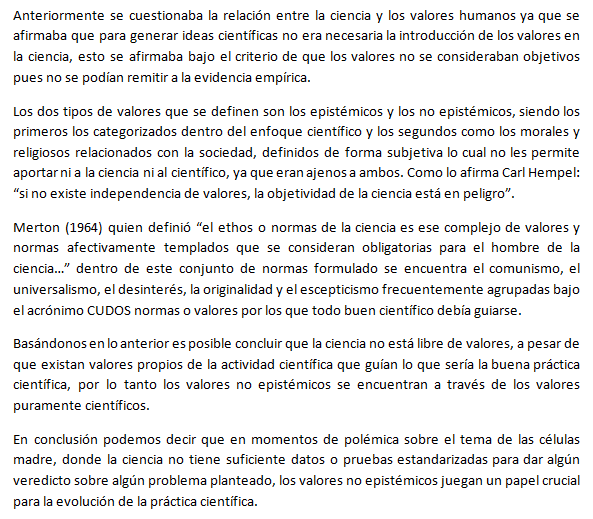 Anteriormente se cuestionaba la relación entre la ciencia y los valores humanos ya que se
afirmaba que para generar ideas científicas no era necesaria la introducción de los valores en
la ciencia, esto se afirmaba bajo el criterio de que los valores no se consideraban objetivos
pues no se podían remitir a la evidencia empírica.
Los dos tipos de valores que se definen son los epistémicos y los no epistémicos, siendo los
primeros los categorizados dentro del enfoque científico y los segundos como los morales y
religiosos relacionados con la sociedad, definidos de forma subjetiva lo cual no les permite
aportar ni a la ciencia ni al científico, ya que eran ajenos a ambos. Como lo afirma Carl Hempel:
“si no existe independencia de valores, la objetividad de la ciencia está en peligro”.
Merton (1964) quien definió “el ethos o normas de la ciencia es ese complejo de valores y
normas afectivamente templados que se consideran obligatorias para el hombre de la
ciencia…” dentro de este conjunto de normas formulado se encuentra el comunismo, el
universalismo, el desinterés, la originalidad y el escepticismo frecuentemente agrupadas bajo
el acrónimo CUDOS normas o valores por los que todo buen científico debía guiarse.
Basándonos en lo anterior es posible concluir que la ciencia no está libre de valores, a pesar de
que existan valores propios de la actividad científica que guían lo que sería la buena práctica
científica, por lo tanto los valores no epistémicos se encuentran a través de los valores
puramente científicos.
En conclusión podemos decir que en momentos de polémica sobre el tema de las células
madre, donde la ciencia no tiene suficiente datos o pruebas estandarizadas para dar algún
veredicto sobre algún problema planteado, los valores no epistémicos juegan un papel crucial
para la evolución de la práctica científica.